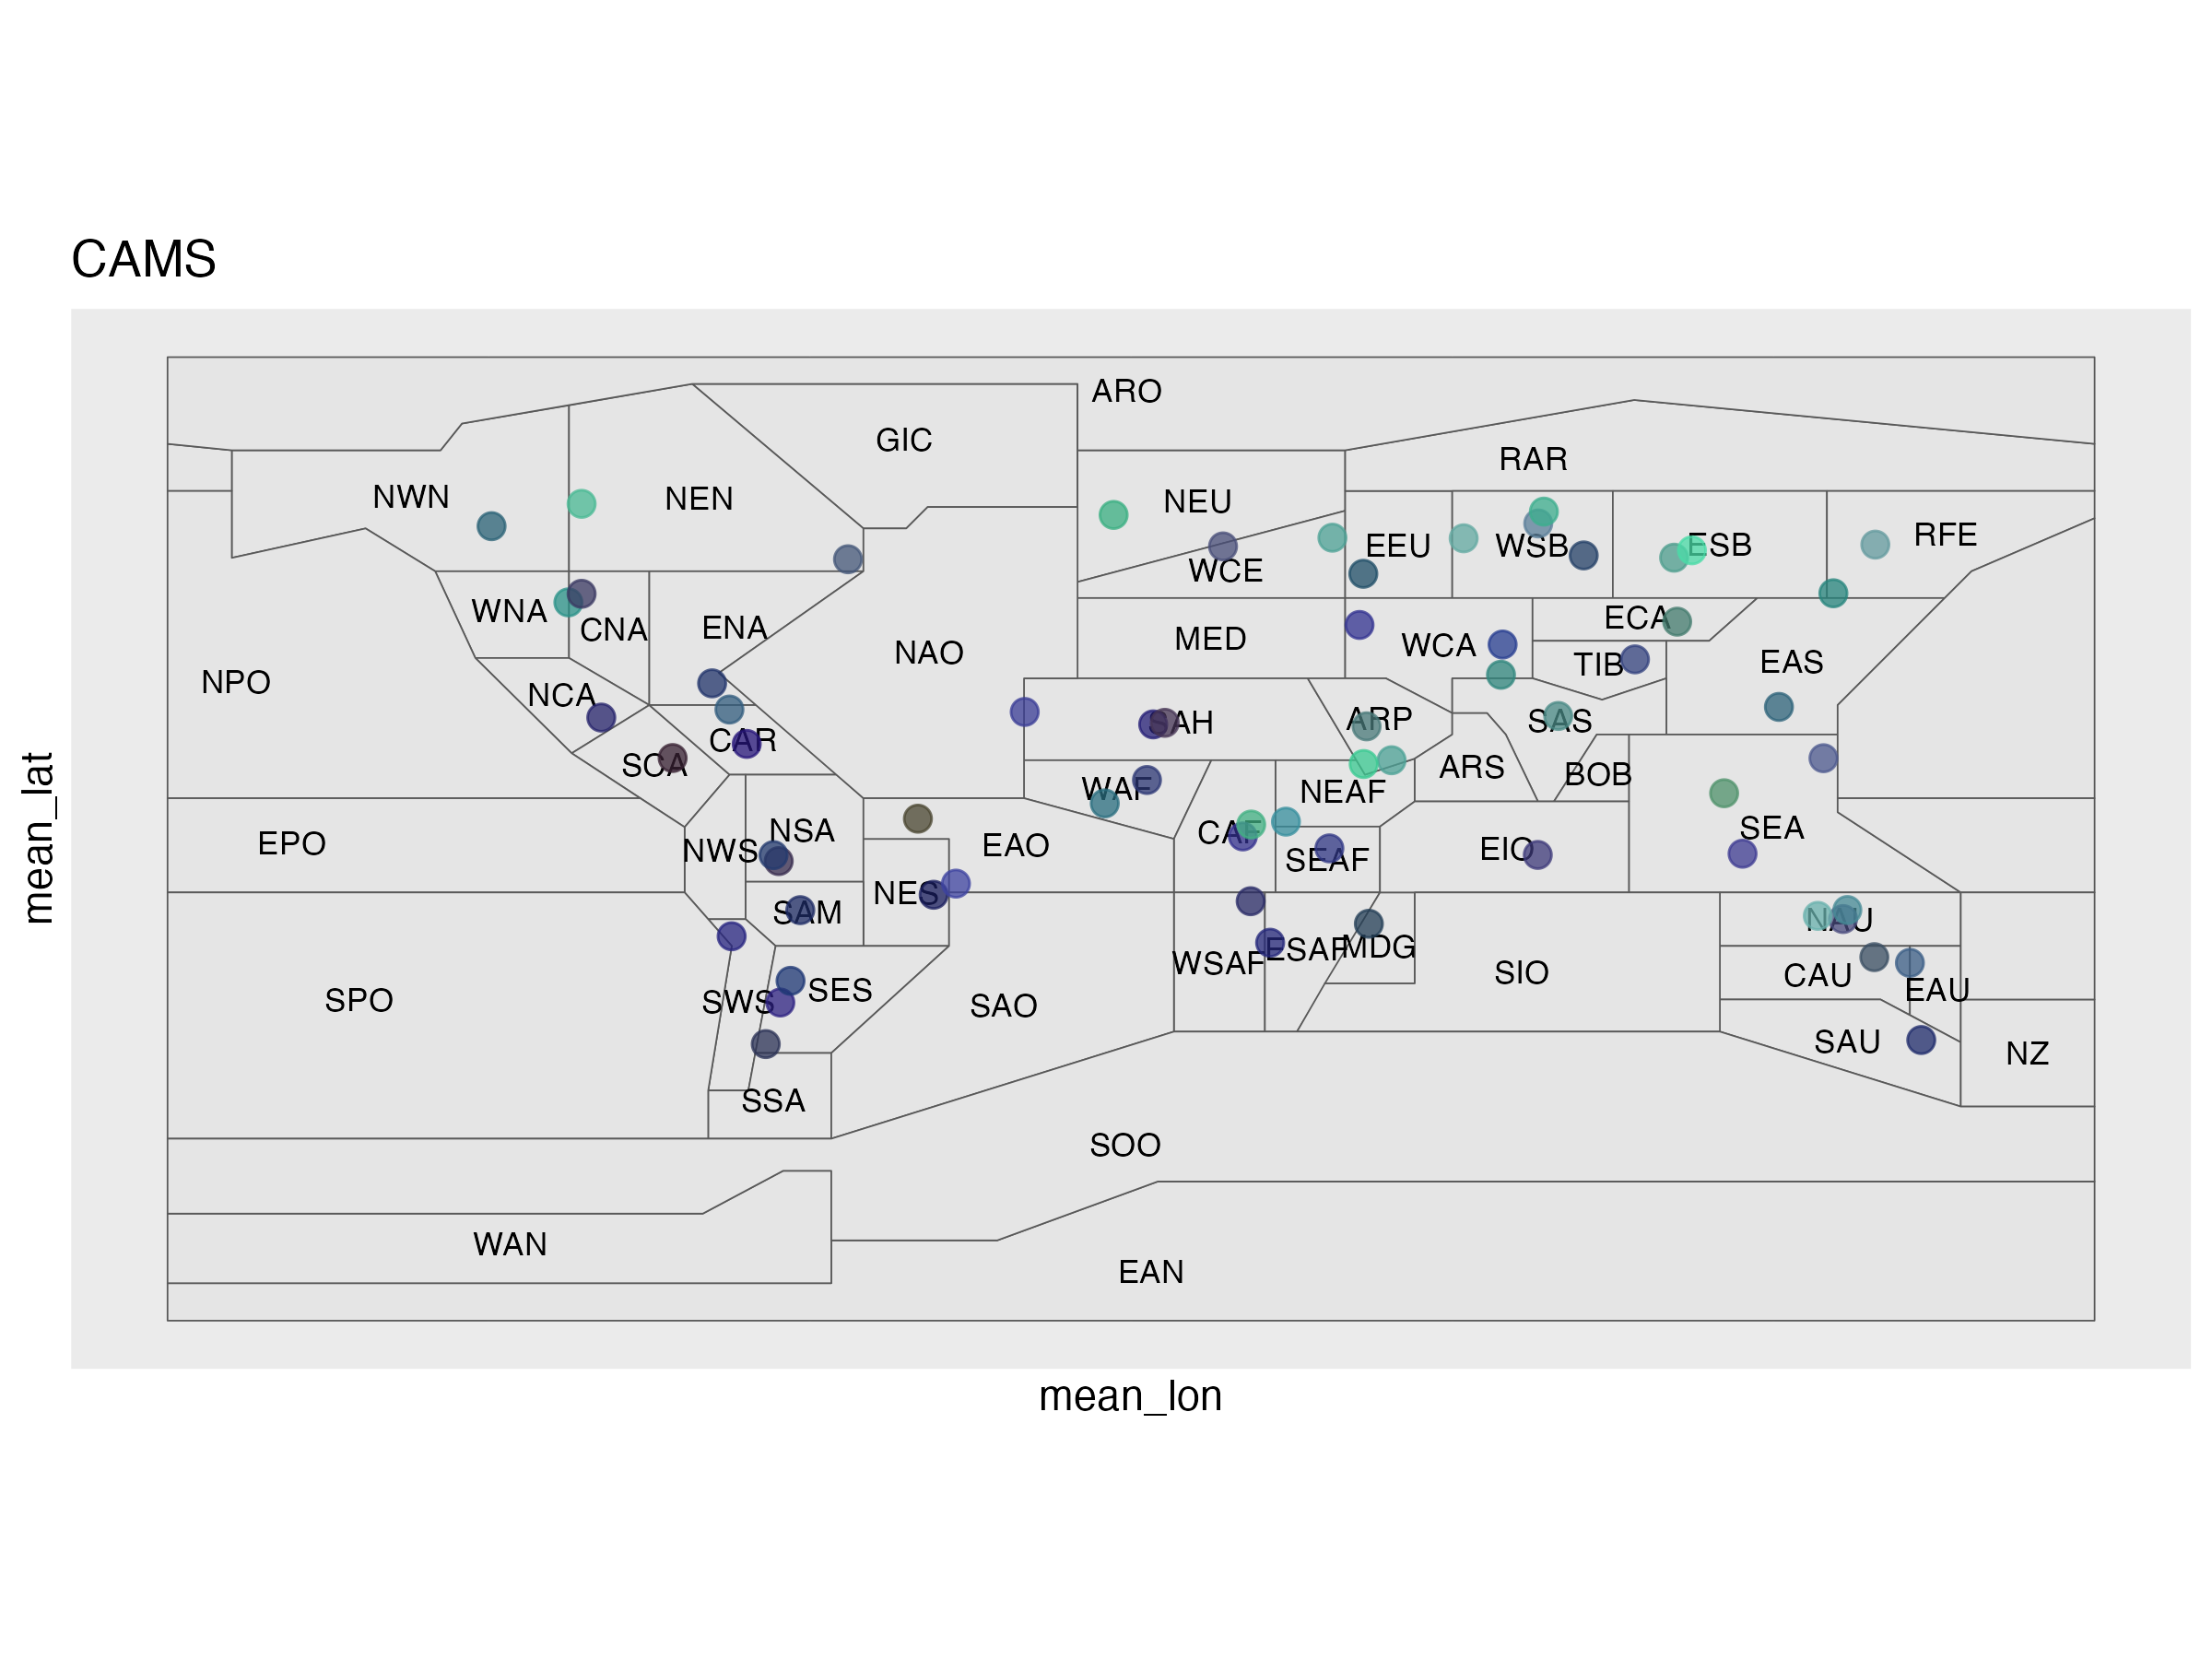 CAMS
ARO
GIC
RAR
NWN
NEN
NEU
RFE
EEU
WSB
ESB
WCE
WNA
CNA
ENA
ECA
MED
WCA
NAO
TIB
EAS
NPO
NCA
SAH
ARP
SAS
CAR
SCA
ARS
BOB
WAF
NEAF
NSA
CAF
SEA
EPO
NWS
EAO
SEAF
EIO
NES
SAM
NAU
WSAF
ESAF
MDG
SIO
CAU
EAU
SPO
SWS
SES
SAO
SAU
NZ
SSA
SOO
WAN
EAN
mean_lat
mean_lon